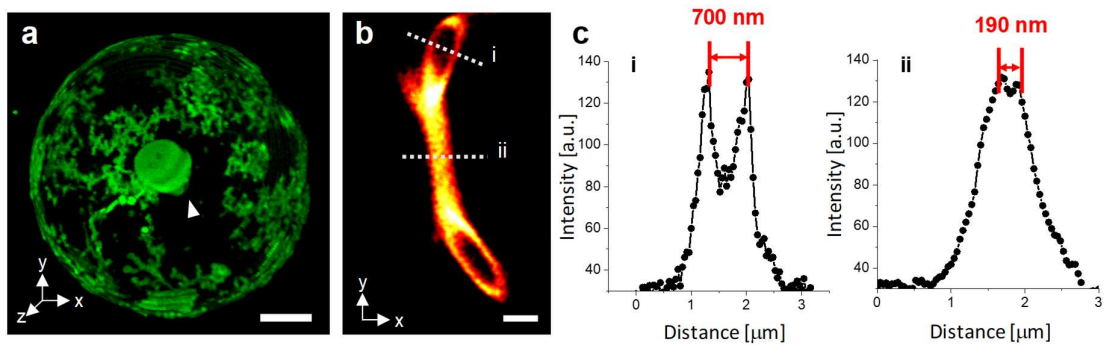 a
y
x
z
b
i
ii
y
x
c
i
700 nm
Intensity [a.u.]
140
120
100
80
60
40
0
1
2
3
Distance [μm]
ii
190 nm
Intensity [a.u.]
140
120
100
80
60
40
0
1
2
3
Distance [μm]